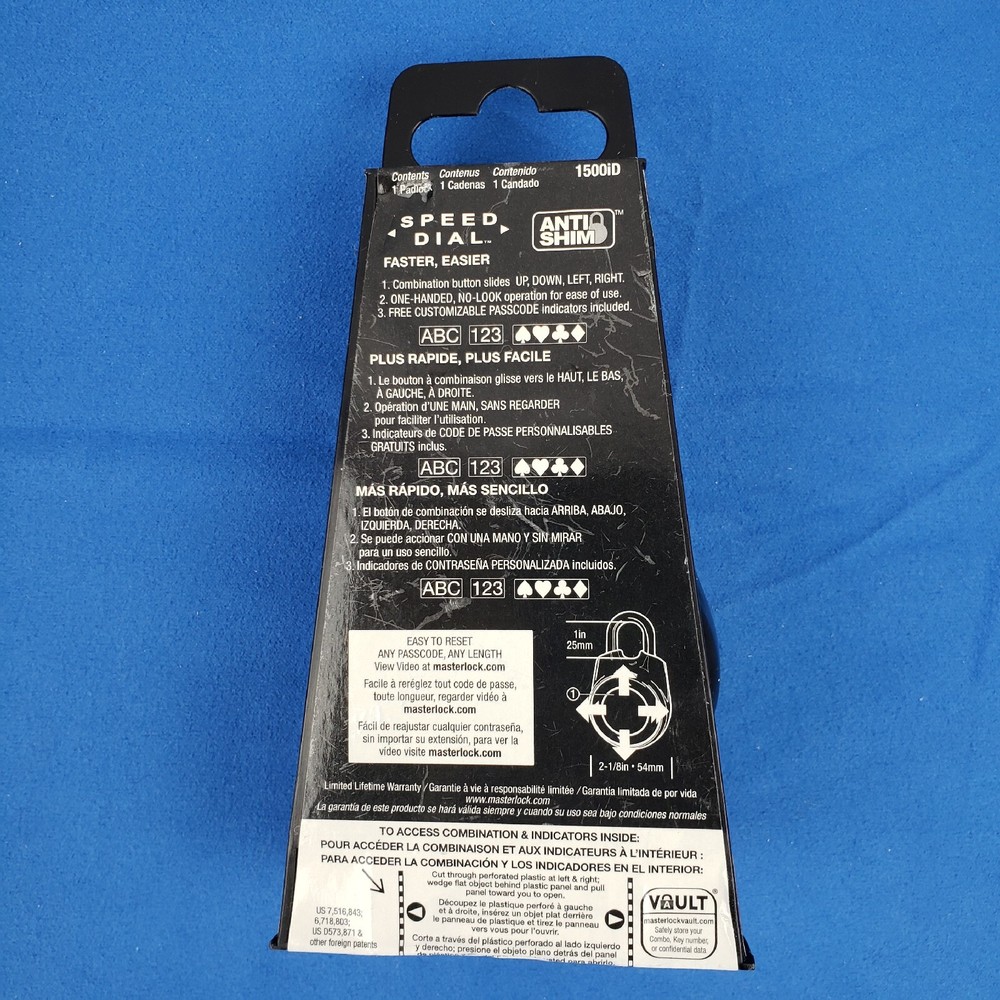 Contents Contenus Contenido 1500iD
1 Padlock 1 Cadenas 1 Candado
SPEED
DIAL™
ANTI
SHIM™
FASTER, EASIER
1. Combination button slides UP, DOWN, LEFT, RIGHT.
2. ONE-HANDED, NO-LOOK operation for ease of use.
3. FREE CUSTOMIZABLE PASSCODE indicators included.
ABC 123 ♠♥♣♦
PLUS RAPIDE, PLUS FACILE
1. Le bouton à combinaison glisse vers le HAUT, LE BAS,
À GAUCHE, À DROITE.
2. Opération d'UNE MAIN, SANS REGARDER
pour faciliter l'utilisation.
3. Indicateurs de CODE DE PASSE PERSONNALISABLES
GRATUITS inclus.
ABC 123 ♠♥♣♦
MÁS RÁPIDO, MÁS SENCILLO
1. El botón de combinación se desliza hacia ARRIBA, ABAJO,
IZQUIERDA, DERECHA.
2. Se puede accionar CON UNA MANO Y SIN MIRAR
para un uso sencillo.
3. Indicadores de CONTRASEÑA PERSONALIZADA incluidos.
ABC 123 ♠♥♣♦
EASY TO RESET
ANY PASSCODE, ANY LENGTH
View Video at masterlock.com
Facile à reréglez tout code de passe,
toute longueur, regarder vidéo à
masterlock.com
Fácil de reajustar cualquier contraseña,
sin importar su extensión, para ver la
vídeo visite masterlock.com
1in
25mm
1
2-1/8in • 54mm
Limited Lifetime Warranty / Garantie à vie à responsabilité limitée / Garantía limitada de por vida
www.masterlock.com
La garantía de este producto se hará válida siempre y cuando su uso sea bajo condiciones normales
TO ACCESS COMBINATION & INDICATORS INSIDE:
POUR ACCÉDER LA COMBINAISON ET AUX INDICATEURS À L'INTÉRIEUR :
PARA ACCEDER LA COMBINACIÓN Y LOS INDICADORES EN EL INTERIOR:
Cut through perforated plastic at left & right;
wedge flat object behind plastic panel and pull
panel toward you to open.
Découpez le plastique perforé à gauche
et à droite, insérez un objet plat derrière
le panneau de plastique et tirez le panneau
vers vous pour l'ouvrir.
Corte a través del plástico perforado al lado izquierdo
y derecho; presione el objeto plano detrás del panel
US 7,516,843;
6,718,803;
US D573,871 &
other foreign patents
VAULT®
masterlockvault.com
Safely store your
Combo, Key number,
or confidential data.